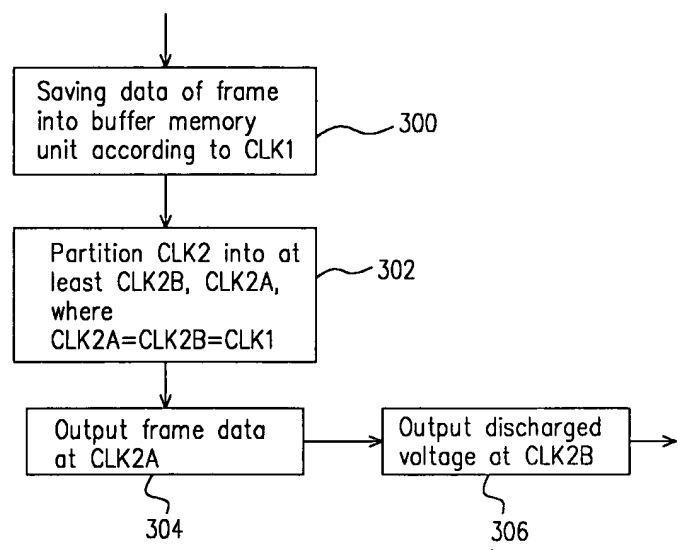 Saving data of frame
into buffer memory
unit according to CLK1
300
Partition CLK2 into at
least CLK2B, CLK2A,
where
CLK2A=CLK2B=CLK1
302
Output frame data
at CLK2A
304
Output discharged
voltage at CLK2B
306